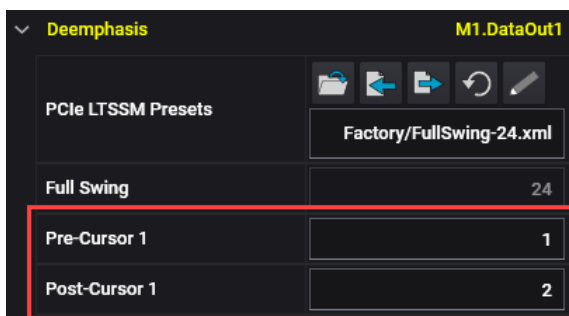 Deemphasis M1.DataOut1
PCIe LTSSM Presets
Factory/FullSwing-24.xml
Full Swing 24
Pre-Cursor 1 1
Post-Cursor 1 2